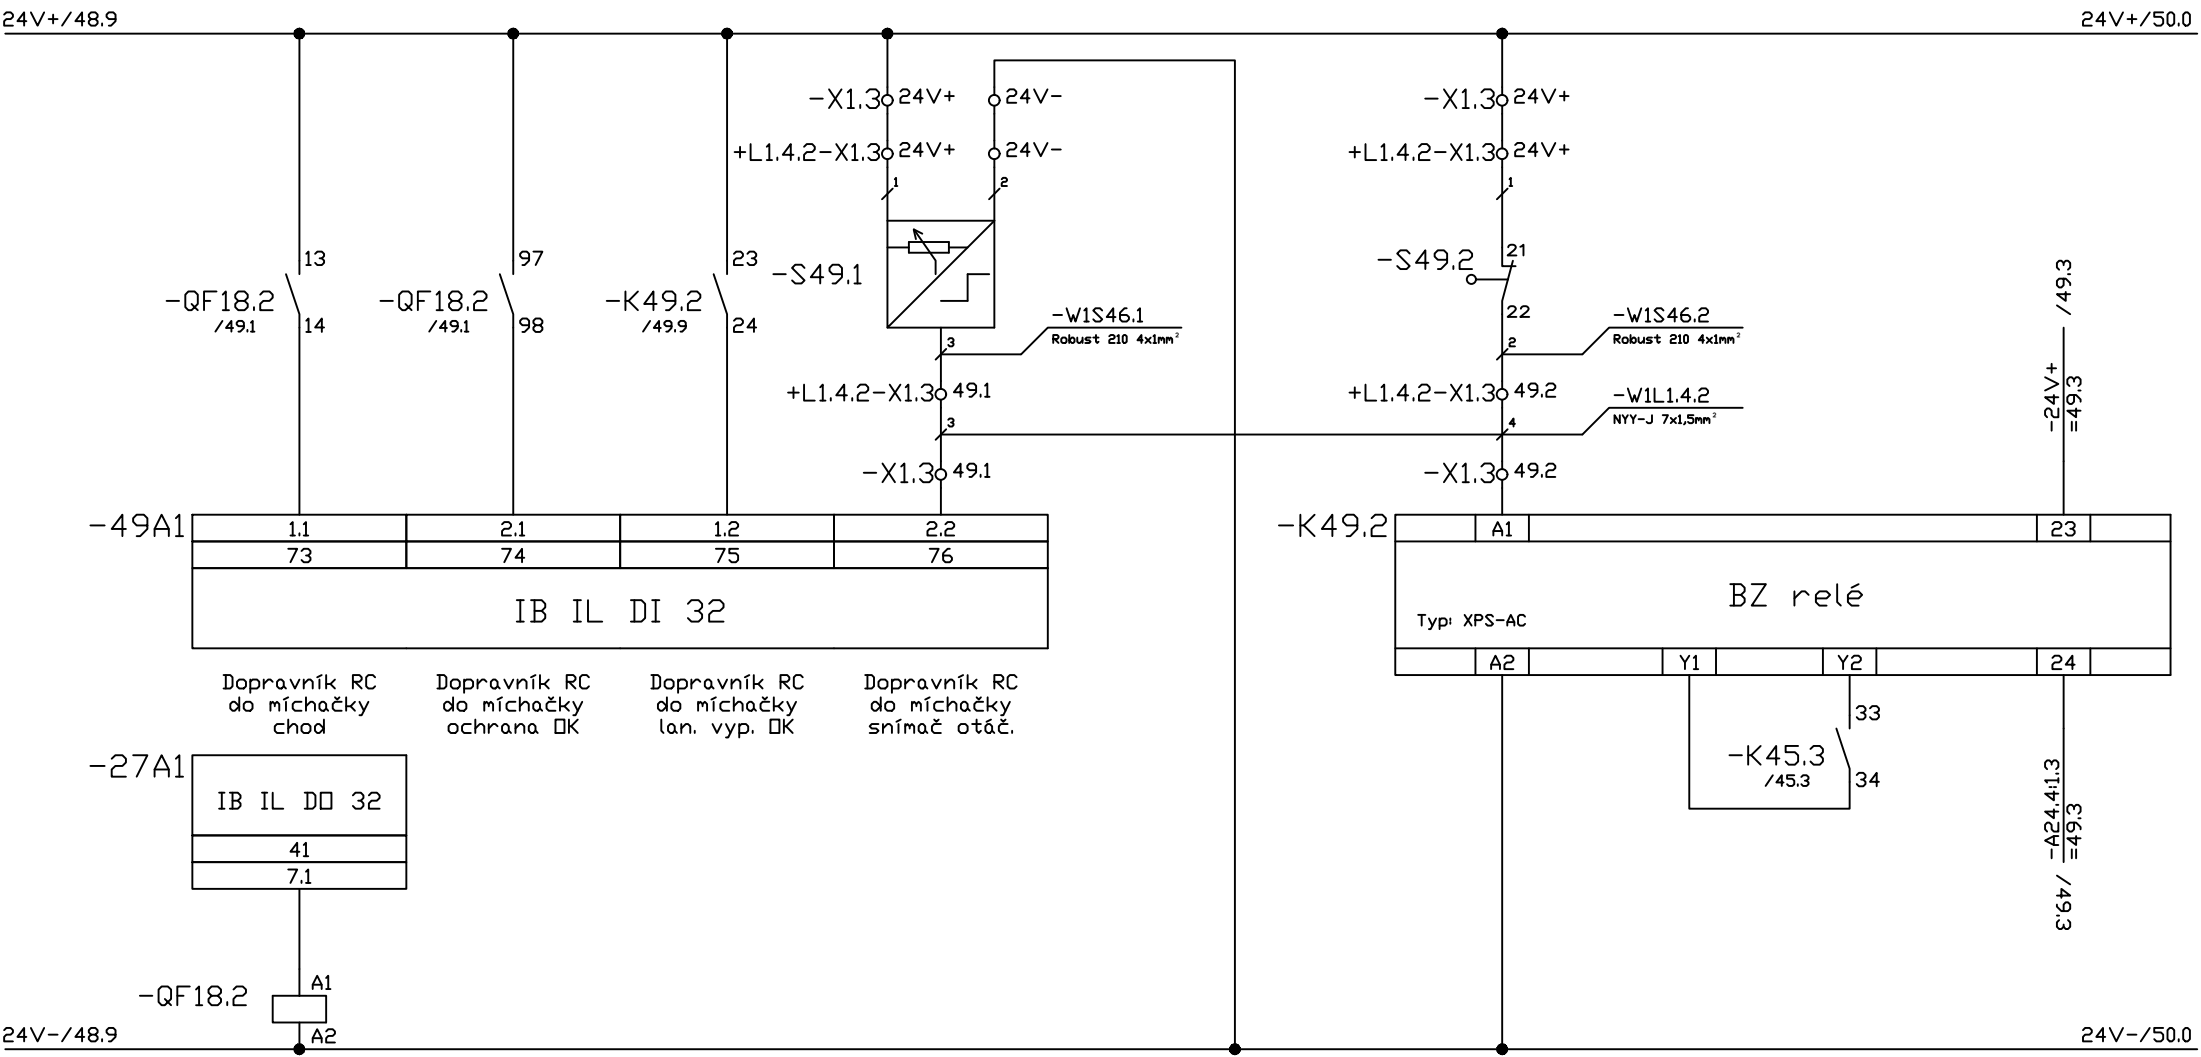 24V+/48.9
24V+/50.0
-X1.3 24V+ 24V-
-X1.3 24V+
+L1.4.2-X1.3 24V+ 24V-
+L1.4.2-X1.3 24V+
1 2
1
13
97
23
21
-QF18.2
/49.1
14
-QF18.2
/49.1
98
-K49.2
/49.9
24
-S49.1
-S49.2
22
/49.3
-24V+
=49.3
-W1S46.1
Robust 210 4x1mm²
3
-W1S46.2
Robust 210 4x1mm²
2
+L1.4.2-X1.3 49.1
+L1.4.2-X1.3 49.2
-W1L1.4.2
NYY-J 7x1,5mm²
3
4
-X1.3 49.1
-X1.3 49.2
-49A1
1.1 2.1 1.2 2.2
73 74 75 76
IB IL DI 32
-K49.2
A1 23
BZ relé
Typ: XPS-AC
A2 Y1 Y2 24
Dopravník RC
do míchačky
chod
Dopravník RC
do míchačky
ochrana OK
Dopravník RC
do míchačky
lan. vyp. OK
Dopravník RC
do míchačky
snímač otáč.
33
-K45.3
/45.3
34
-A24.4:1.3
=49.3
/49.3
-27A1
IB IL DO 32
41
7.1
-QF18.2
A1
A2
24V-/48.9
24V-/50.0